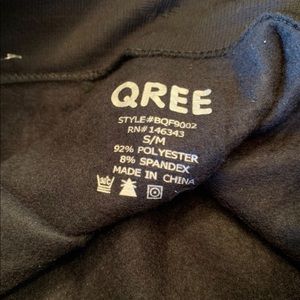 QREE
STYLE#BQF9002
RN#146343
S/M
92% POLYESTER
8% SPANDEX
MADE IN CHINA